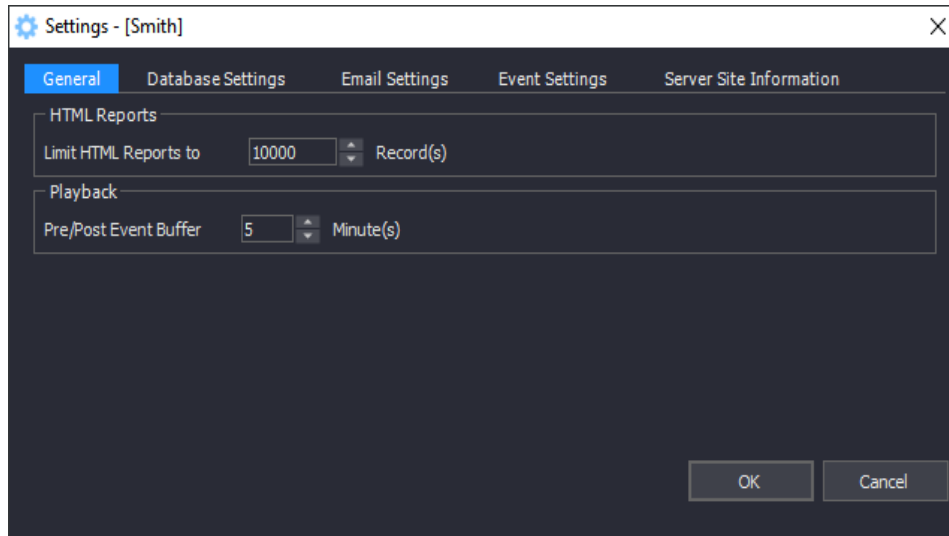 Settings - [Smith]
General Database Settings Email Settings Event Settings Server Site Information
HTML Reports
Limit HTML Reports to 10000 Record(s)
Playback
Pre/Post Event Buffer 5 Minute(s)
OK Cancel